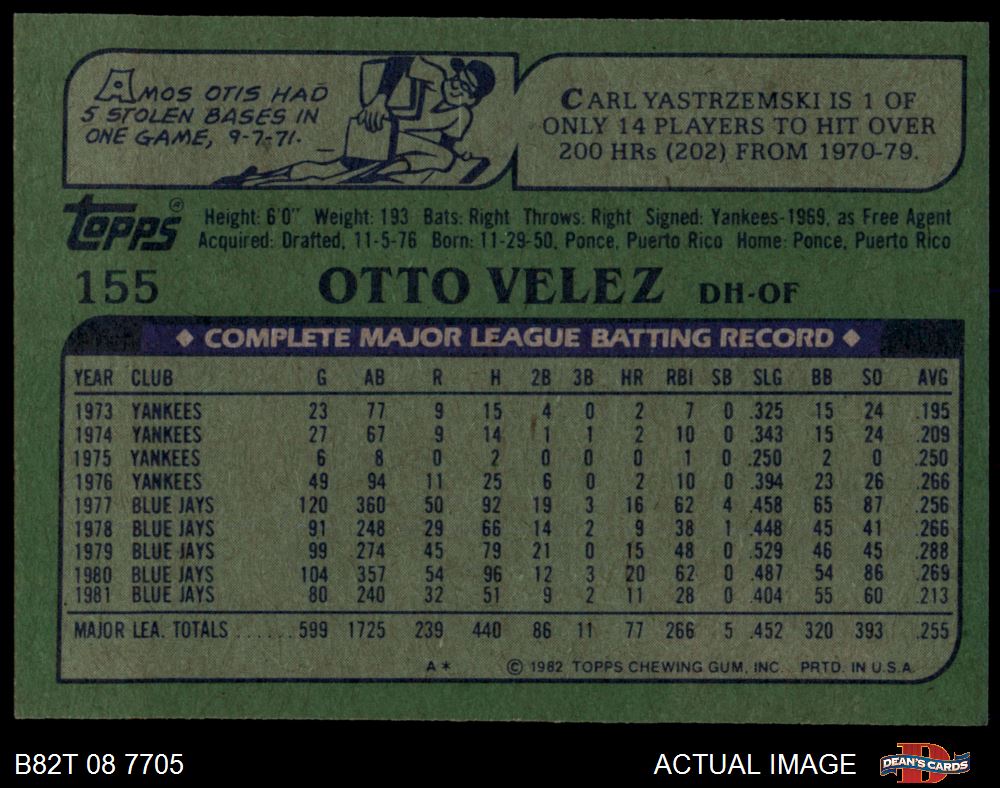 AMOS OTIS HAD
5 STOLEN BASES IN
ONE GAME, 9-7-71.
CARL YASTRZEMSKI IS 1 OF
ONLY 14 PLAYERS TO HIT OVER
200 HRs (202) FROM 1970-79.
Topps ®
Height: 6'0" Weight: 193 Bats: Right Throws: Right Signed: Yankees-1969, as Free Agent
Acquired: Drafted, 11-5-76 Born: 11-29-50, Ponce, Puerto Rico Home: Ponce, Puerto Rico
155 OTTO VELEZ DH-OF
◆ COMPLETE MAJOR LEAGUE BATTING RECORD ◆
YEAR CLUB G AB R H 2B 3B HR RBI SB SLG BB SO AVG
1973 YANKEES 23 77 9 15 4 0 2 7 0 .325 15 24 .195
1974 YANKEES 27 67 9 14 1 1 2 10 0 .343 15 24 .209
1975 YANKEES 6 8 0 2 0 0 0 1 0 .250 2 0 .250
1976 YANKEES 49 94 11 25 6 0 2 10 0 .394 23 26 .266
1977 BLUE JAYS 120 360 50 92 19 3 16 62 4 .458 65 87 .256
1978 BLUE JAYS 91 248 29 66 14 2 9 38 1 .448 45 41 .266
1979 BLUE JAYS 99 274 45 79 21 0 15 48 0 .529 46 45 .288
1980 BLUE JAYS 104 357 54 96 12 3 20 62 0 .487 54 86 .269
1981 BLUE JAYS 80 240 32 51 9 2 11 28 0 .404 55 60 .213
MAJOR LEA. TOTALS ...... 599 1725 239 440 86 11 77 266 5 .452 320 393 .255
A* © 1982 TOPPS CHEWING GUM, INC. PRTD. IN U.S.A.
B82T 08 7705 ACTUAL IMAGE DEAN'S CARDS